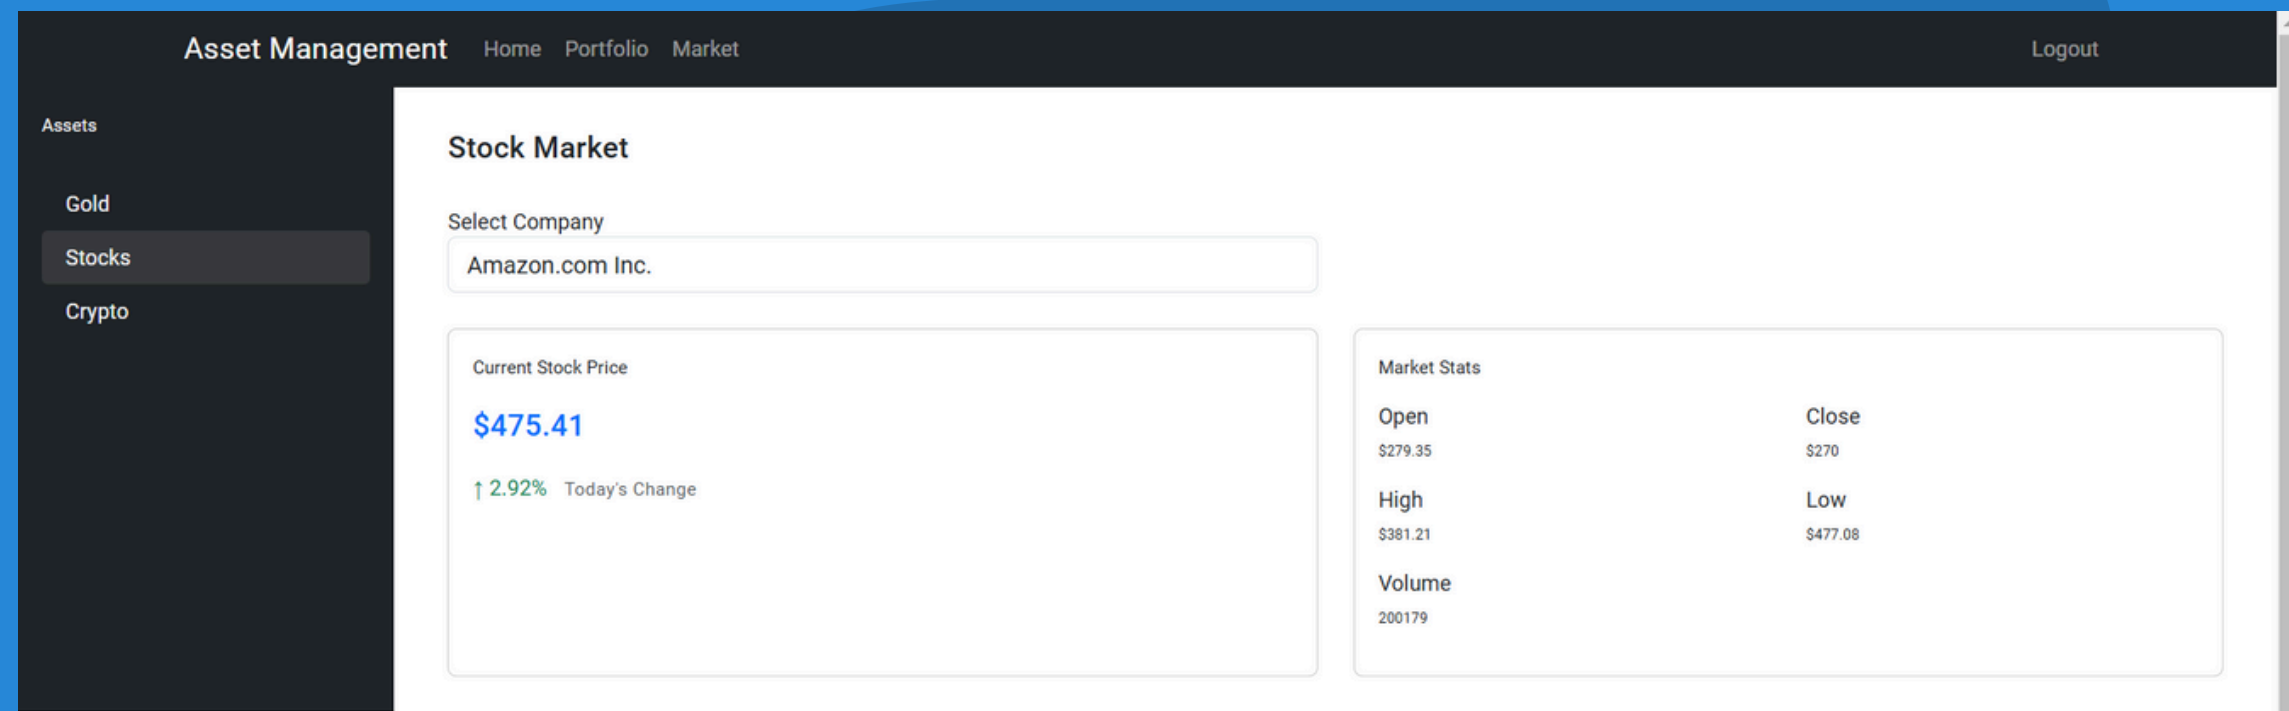 Asset Management Home Portfolio Market Logout
Assets
Gold
Stocks
Crypto
Stock Market
Select Company
Amazon.com Inc.
Current Stock Price
$475.41
↑ 2.92% Today's Change
Market Stats
Open Close
$279.35 $270
High Low
$381.21 $477.08
Volume
200179